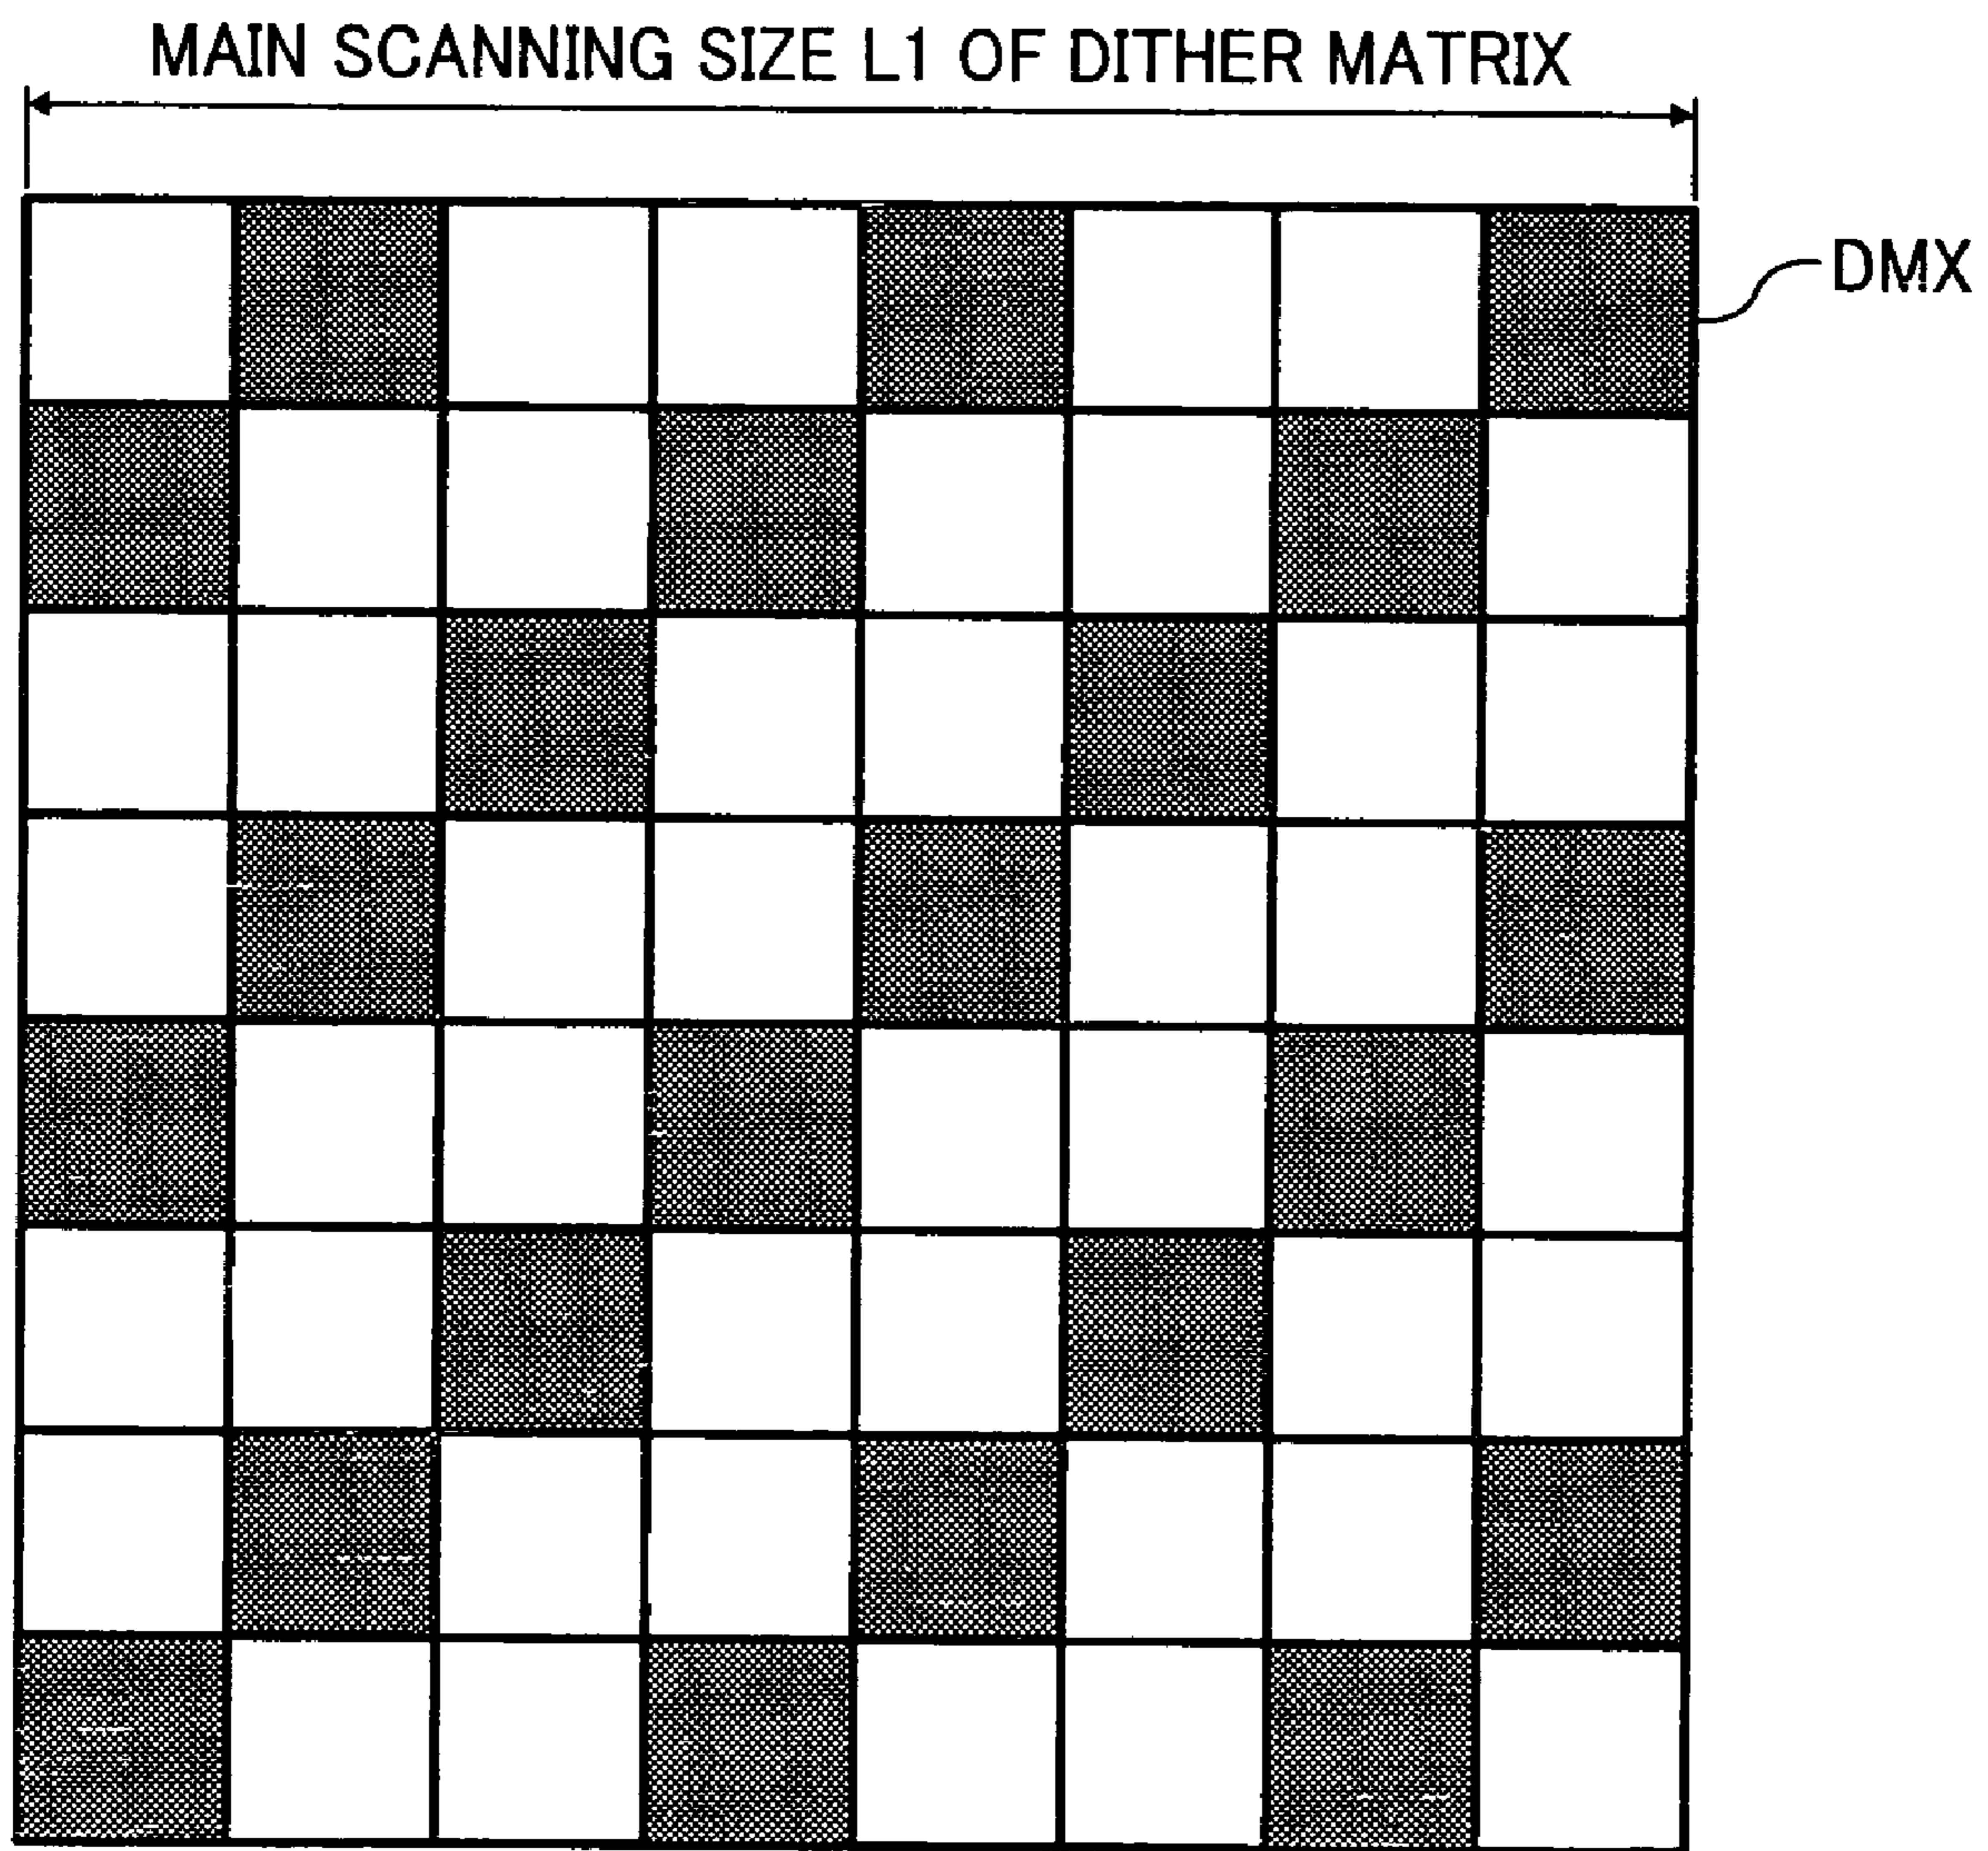 MAIN SCANNING SIZE L1 OF DITHER MATRIX
DMX